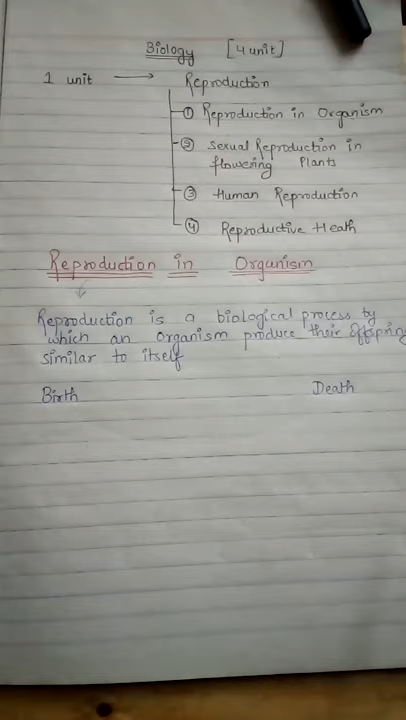 Biology [4 unit]
1 unit → Reproduction
① Reproduction in Organism
② Sexual Reproduction in
flowering Plants
③ Human Reproduction
④ Reproductive Heath
Reproduction in Organism
Reproduction is a biological process by
which an organism produce their offspring
similar to itself
Birth Death